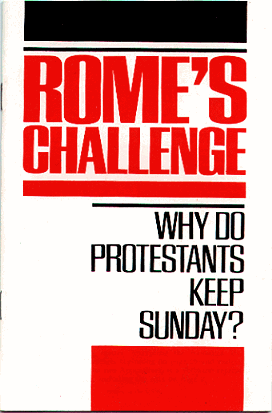 ROME'S
CHALLENGE
WHY DO
PROTESTANTS
KEEP
SUNDAY?